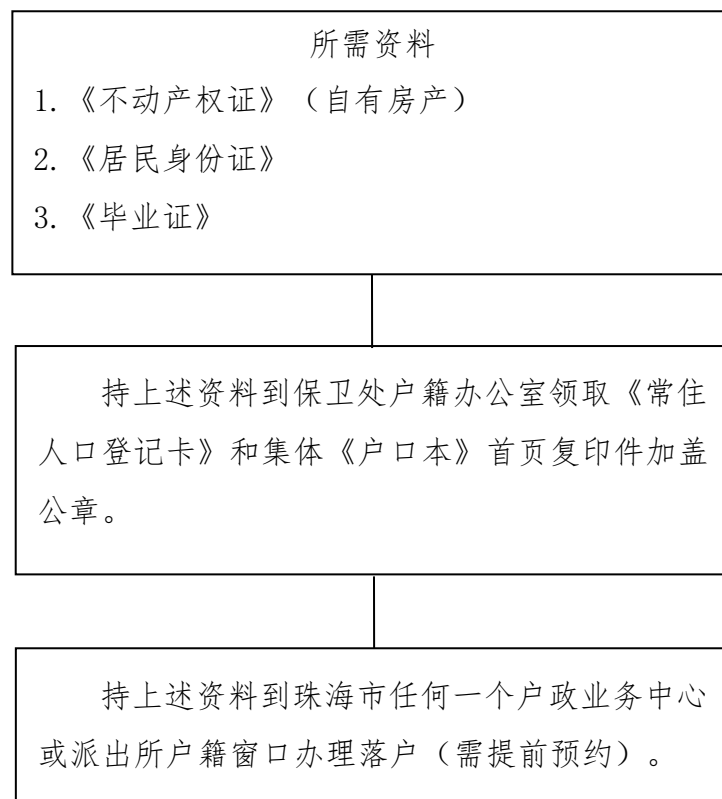 所需资料
1.《不动产权证》（自有房产）
2.《居民身份证》
3.《毕业证》
持上述资料到保卫处户籍办公室领取《常住
人口登记卡》和集体《户口本》首页复印件加盖
公章。
持上述资料到珠海市任何一个户政业务中心
或派出所户籍窗口办理落户（需提前预约）。